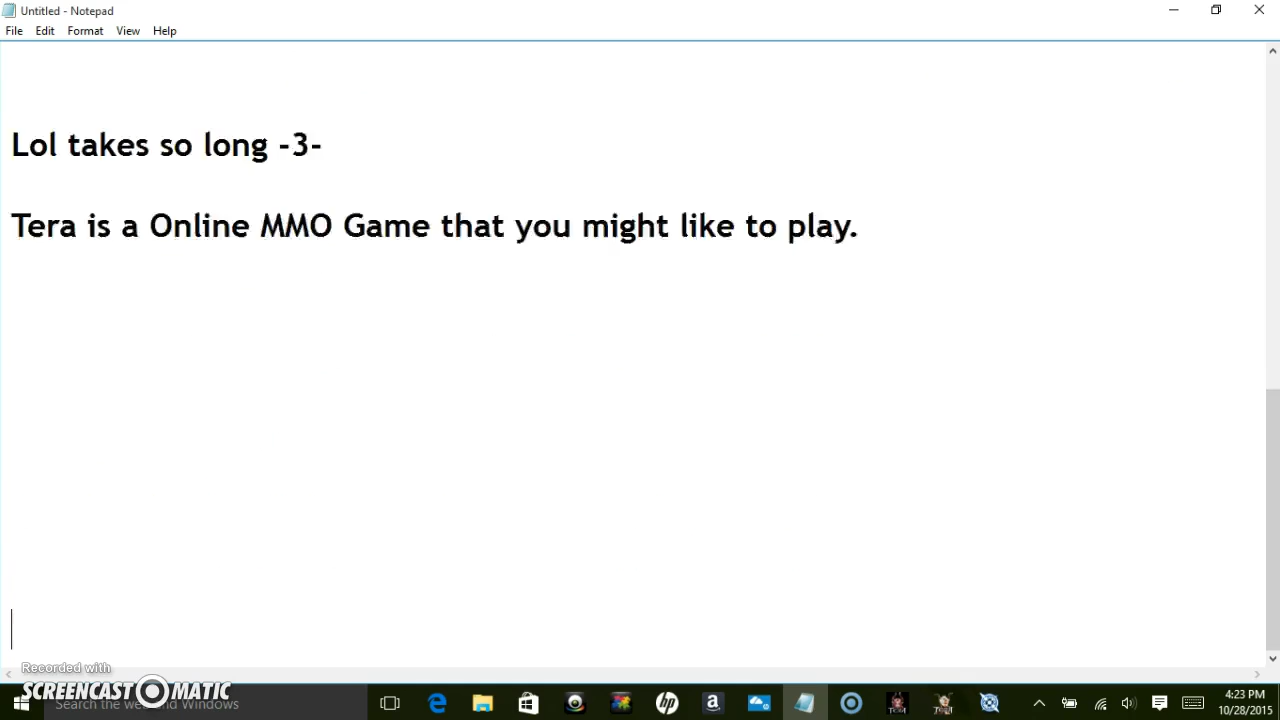 Untitled - Notepad
File Edit Format View Help
Lol takes so long -3-
Tera is a Online MMO Game that you might like to play.
Recorded with
SCREENCAST O MATIC
Search the web and Windows
4:23 PM
10/28/2015